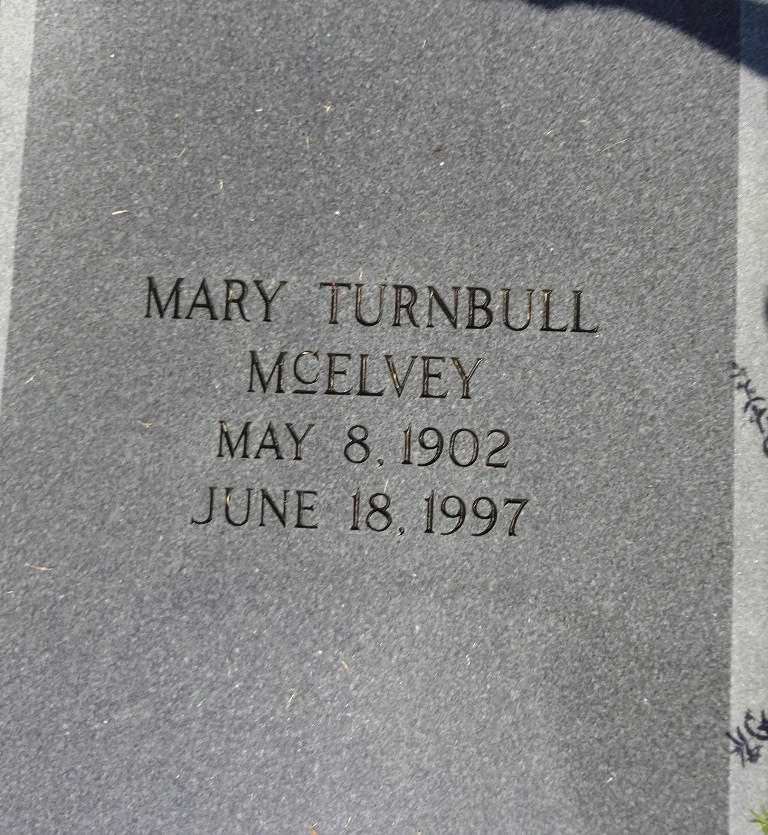 MARY TURNBULL
McELVEY
MAY 8, 1902
JUNE 18, 1997